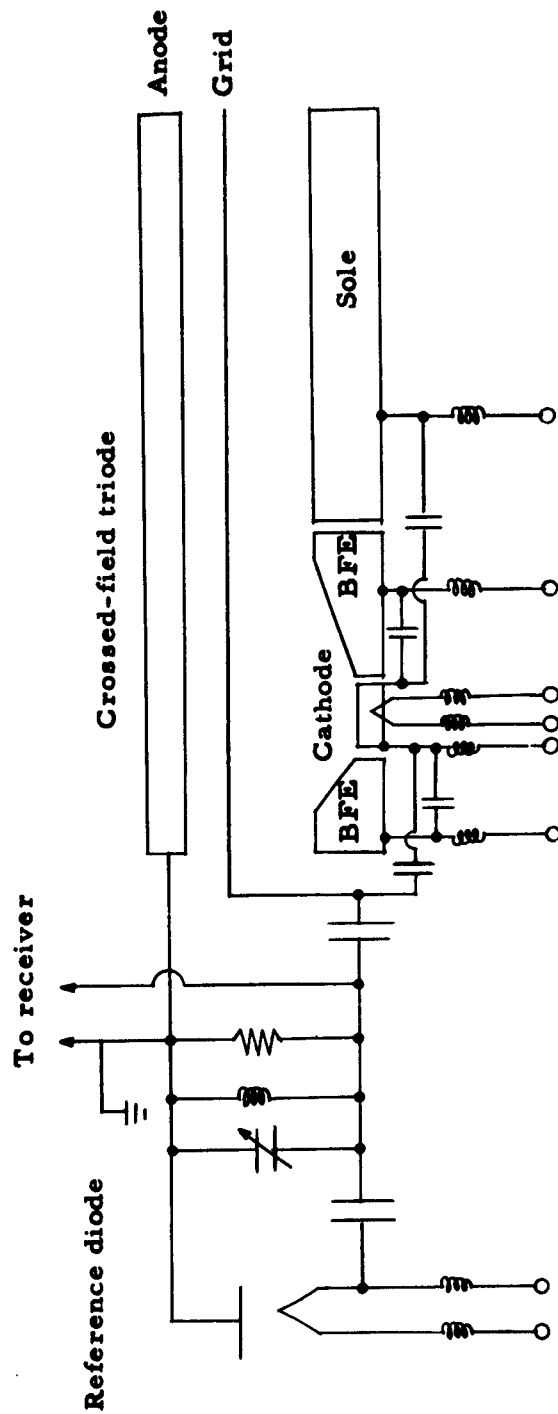 Reference diode
To receiver
Crossed-field triode
Anode
Grid
BFE
Cathode
BFE
Sole